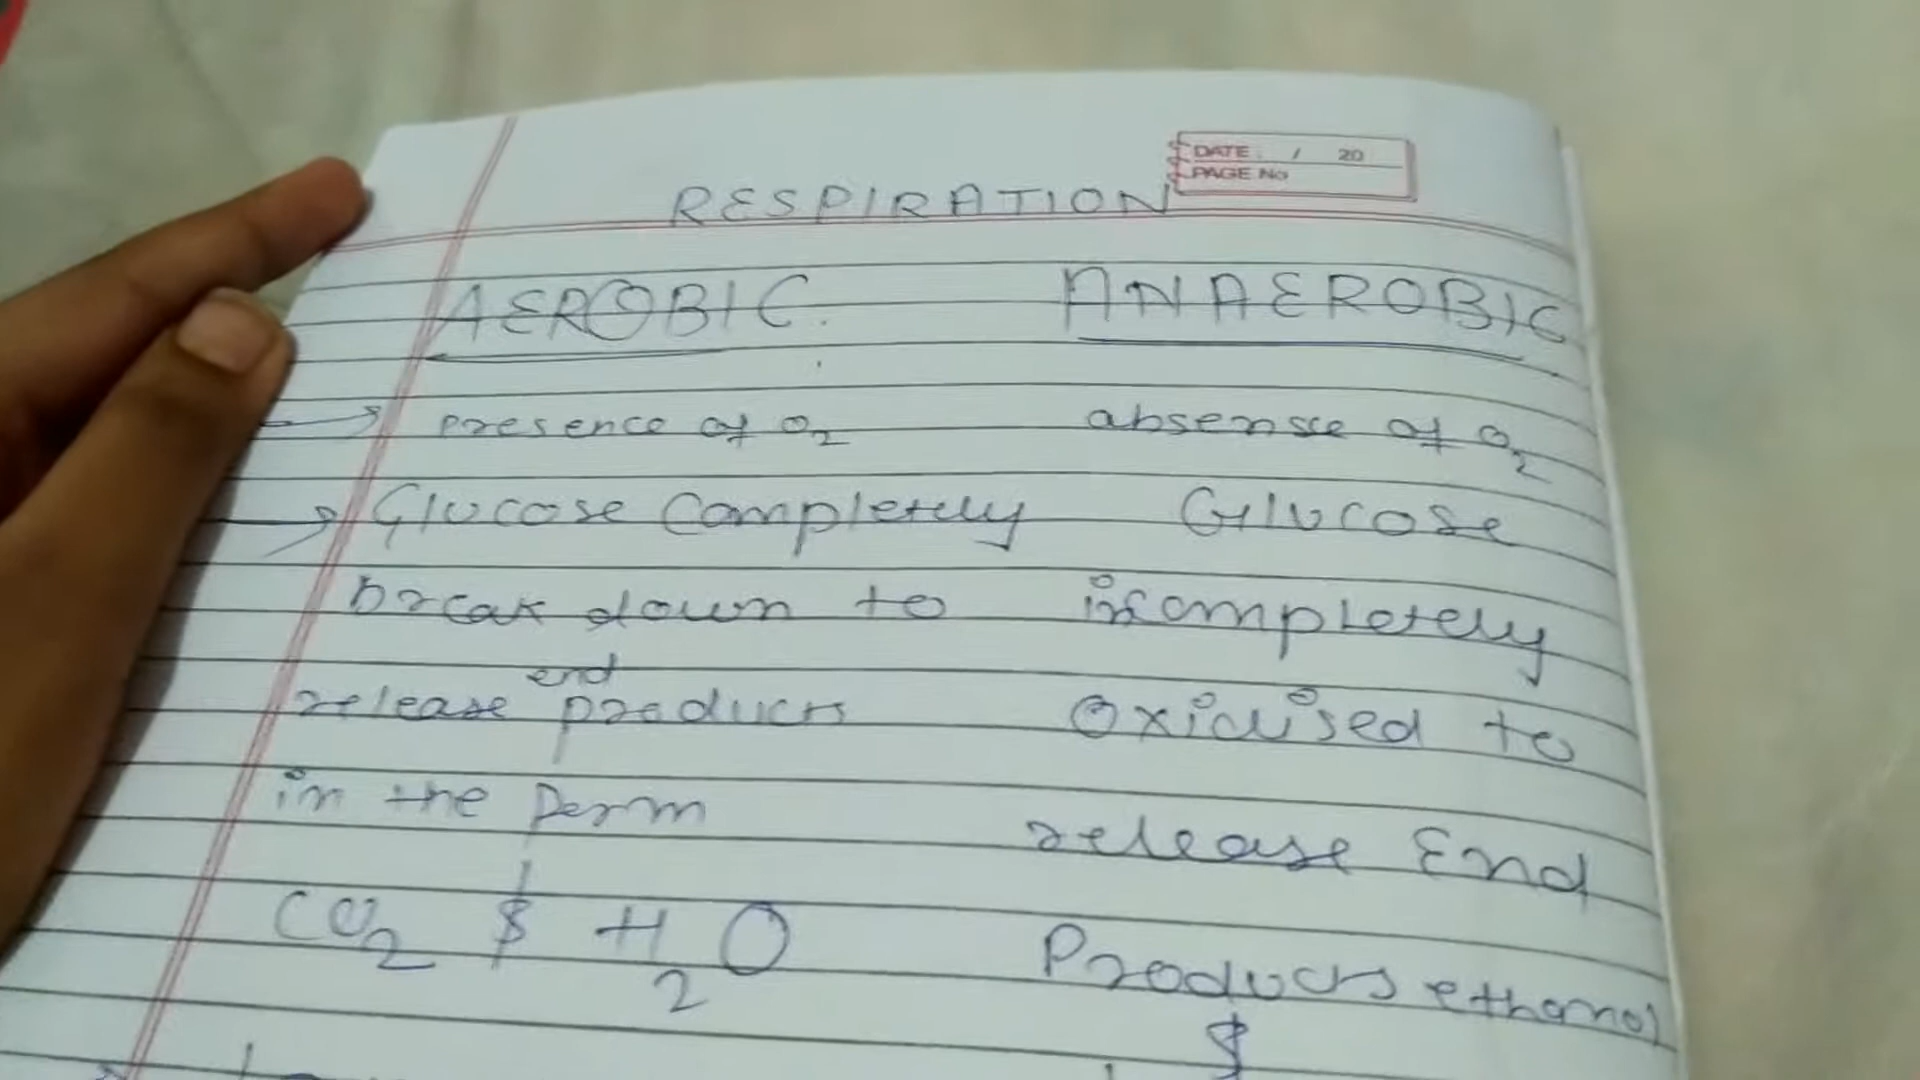 DATE / 20
PAGE No
RESPIRATION
AEROBIC. ANAEROBIC
→ presence of O2 absensce of O2
→ Glucose Completely Glucose
break down to incompletely
release end products Oxidised to
in the Form release End
CO2 $ H2O Products ethanol
$